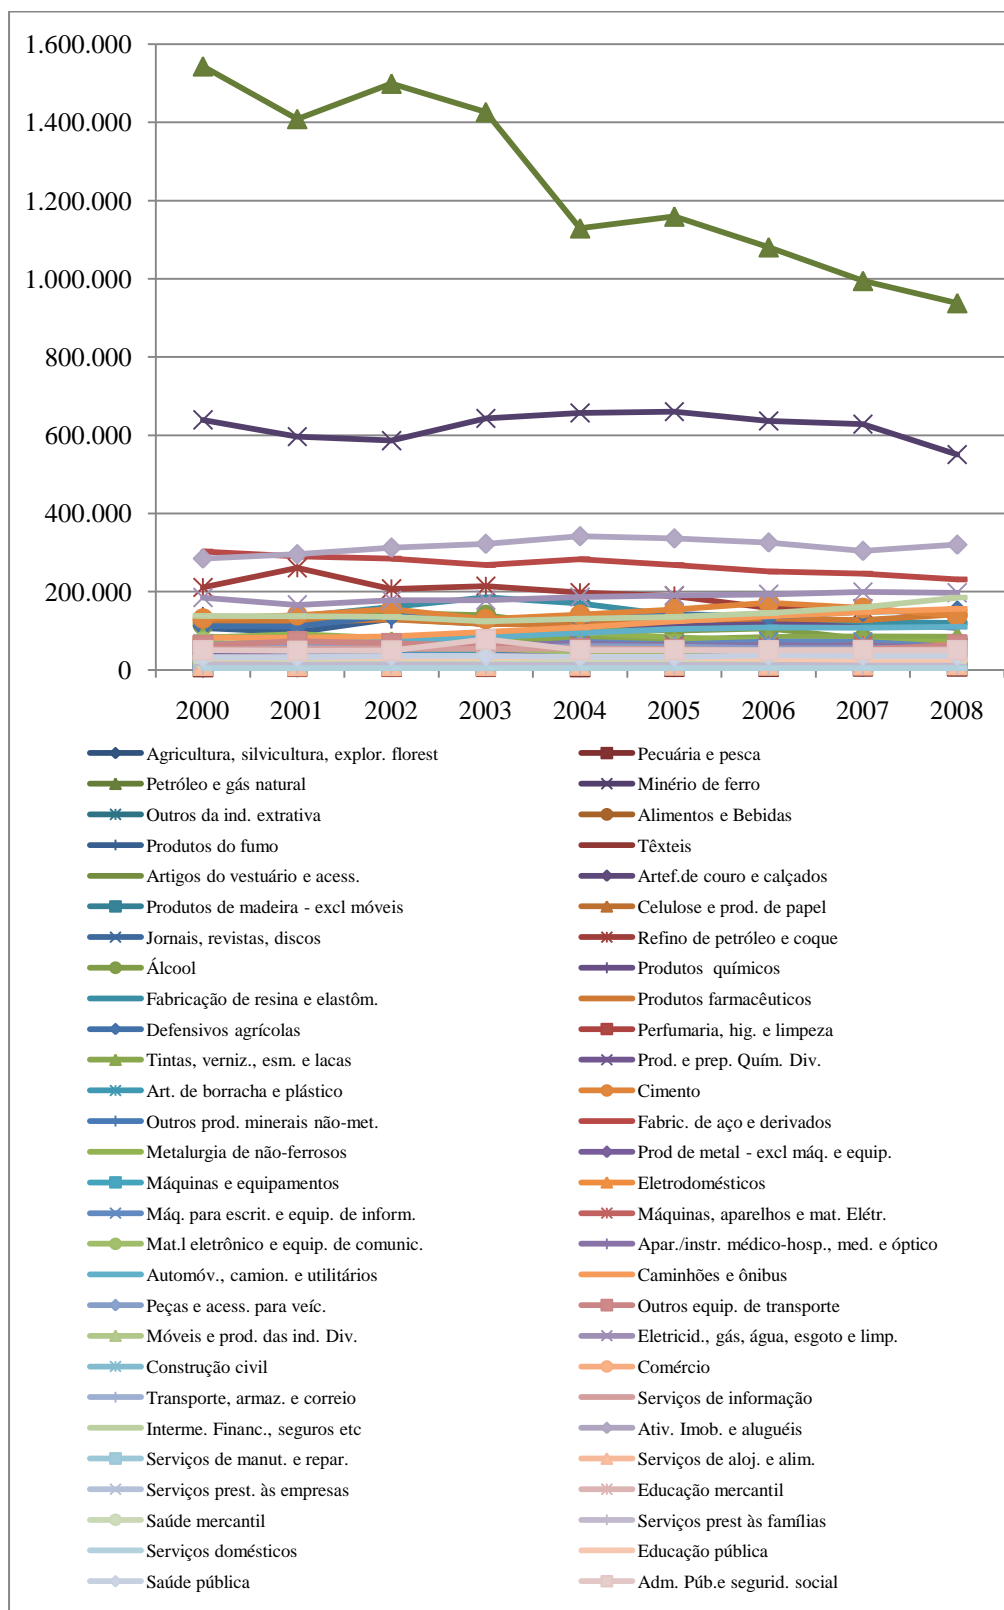 1.600.000
1.400.000
1.200.000
1.000.000
800.000
600.000
400.000
200.000
0
2000 2001 2002 2003 2004 2005 2006 2007 2008
Agricultura, silvicultura, explor. florest Pecuária e pesca
Petróleo e gás natural Minério de ferro
Outros da ind. extrativa Alimentos e Bebidas
Produtos do fumo Têxteis
Artigos do vestuário e acess. Artef.de couro e calçados
Produtos de madeira - excl móveis Celulose e prod. de papel
Jornais, revistas, discos Refino de petróleo e coque
Álcool Produtos químicos
Fabricação de resina e elastôm. Produtos farmacêuticos
Defensivos agrícolas Perfumaria, hig. e limpeza
Tintas, verniz., esm. e lacas Prod. e prep. Quím. Div.
Art. de borracha e plástico Cimento
Outros prod. minerais não-met. Fabric. de aço e derivados
Metalurgia de não-ferrosos Prod de metal - excl máq. e equip.
Máquinas e equipamentos Eletrodomésticos
Máq. para escrit. e equip. de inform. Máquinas, aparelhos e mat. Elétr.
Mat.l eletrônico e equip. de comunic. Apar./instr. médico-hosp., med. e óptico
Automóv., camion. e utilitários Caminhões e ônibus
Peças e acess. para veíc. Outros equip. de transporte
Móveis e prod. das ind. Div. Eletricid., gás, água, esgoto e limp.
Construção civil Comércio
Transporte, armaz. e correio Serviços de informação
Interme. Financ., seguros etc Ativ. Imob. e aluguéis
Serviços de manut. e repar. Serviços de aloj. e alim.
Serviços prest. às empresas Educação mercantil
Saúde mercantil Serviços prest às famílias
Serviços domésticos Educação pública
Saúde pública Adm. Púb.e segurid. social